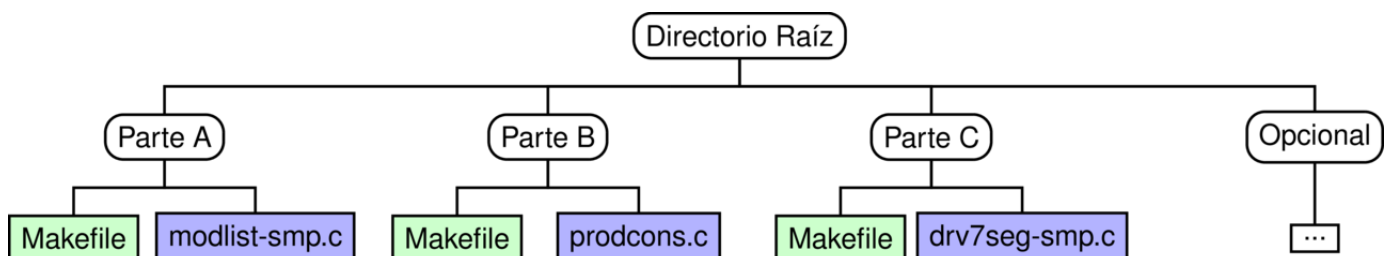 Directorio Raíz
Parte A
Parte B
Parte C
Opcional
Makefile
modlist-smp.c
Makefile
prodcons.c
Makefile
drv7seg-smp.c
...